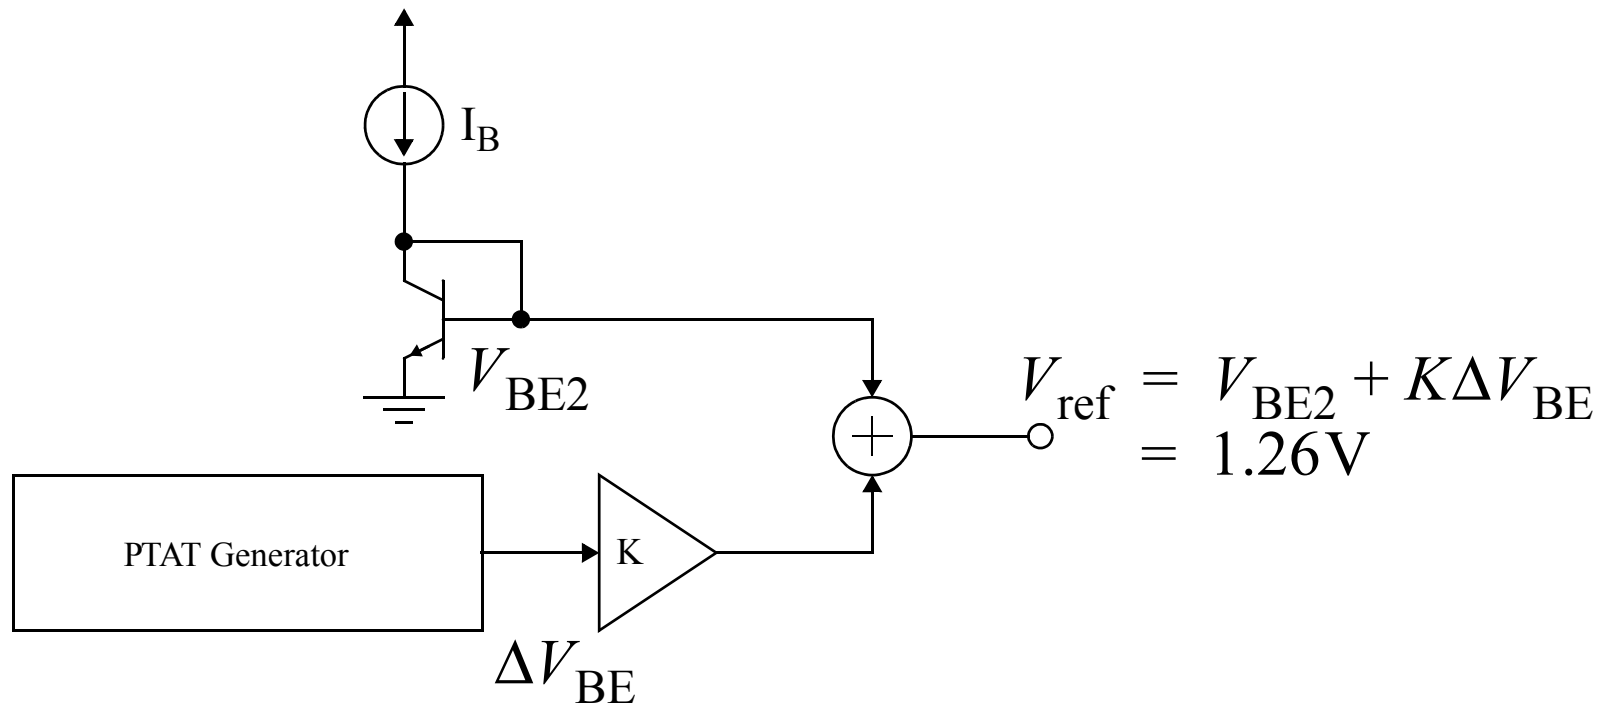 I_B
V_BE2
V_ref = V_BE2 + KΔV_BE
= 1.26V
PTAT Generator
K
ΔV_BE